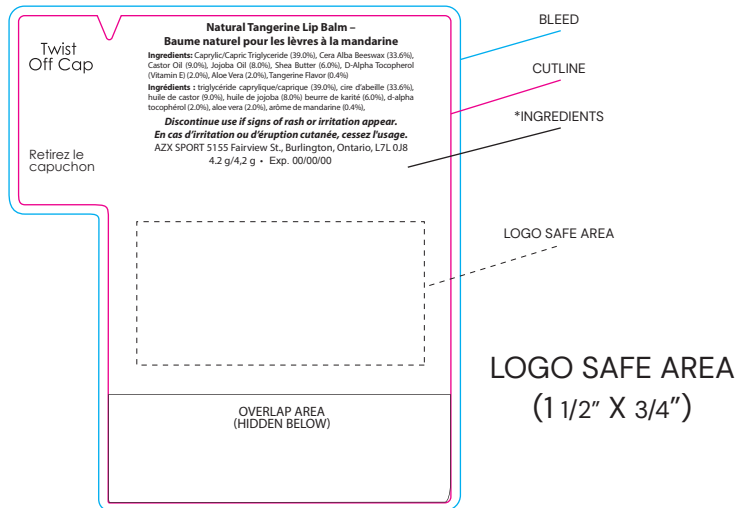 Twist
Off Cap
Retirez le
capuchon
Natural Tangerine Lip Balm –
Baume naturel pour les lèvres à la mandarine
Ingredients: Caprylic/Capric Triglyceride (39.0%), Cera Alba Beeswax (33.6%),
Castor Oil (9.0%), Jojoba Oil (8.0%), Shea Butter (6.0%), D-Alpha Tocopherol
(Vitamin E) (2.0%), Aloe Vera (2.0%), Tangerine Flavor (0.4%)
Ingrédients : triglycéride caprylique/caprique (39.0%), cire d'abeille (33.6%),
huile de castor (9.0%), huile de jojoba (8.0%) beurre de karité (6.0%), d-alpha
tocophérol (2.0%), aloe vera (2.0%), arôme de mandarine (0.4%),
Discontinue use if signs of rash or irritation appear.
En cas d'irritation ou d'éruption cutanée, cessez l'usage.
AZX SPORT 5155 Fairview St., Burlington, Ontario, L7L 0J8
4.2 g/4,2 g • Exp. 00/00/00
OVERLAP AREA
(HIDDEN BELOW)
BLEED
CUTLINE
*INGREDIENTS
LOGO SAFE AREA
LOGO SAFE AREA
(1 1/2" X 3/4")